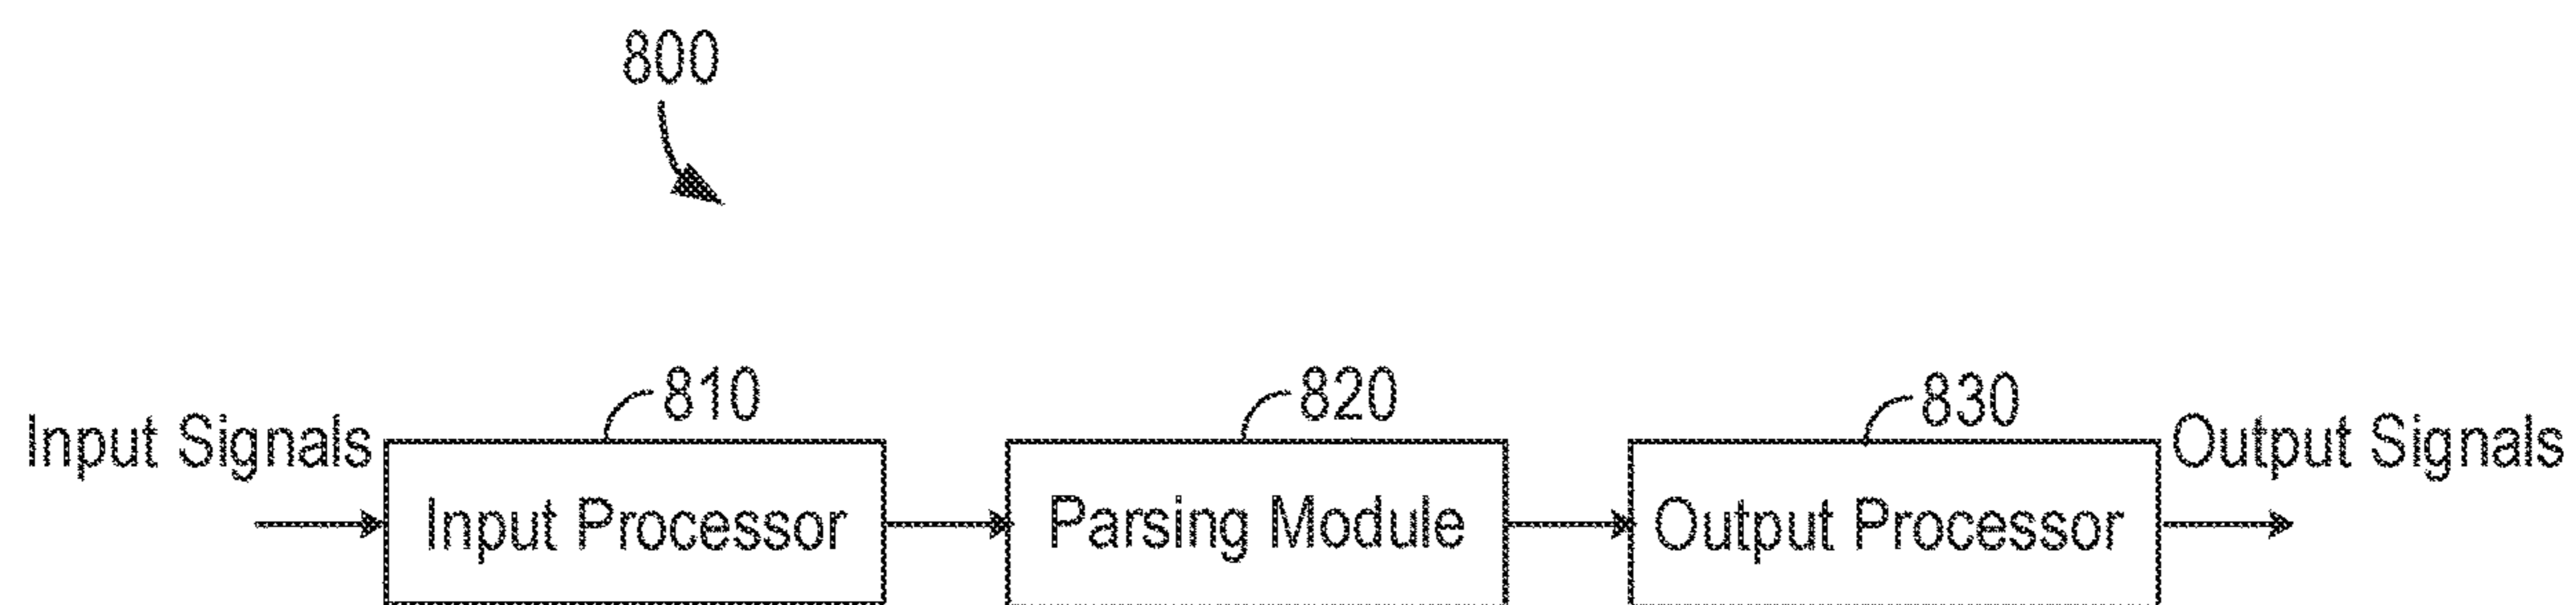 800
810
820
830
Input Signals
Output Signals
Input Processor
Parsing Module
Output Processor